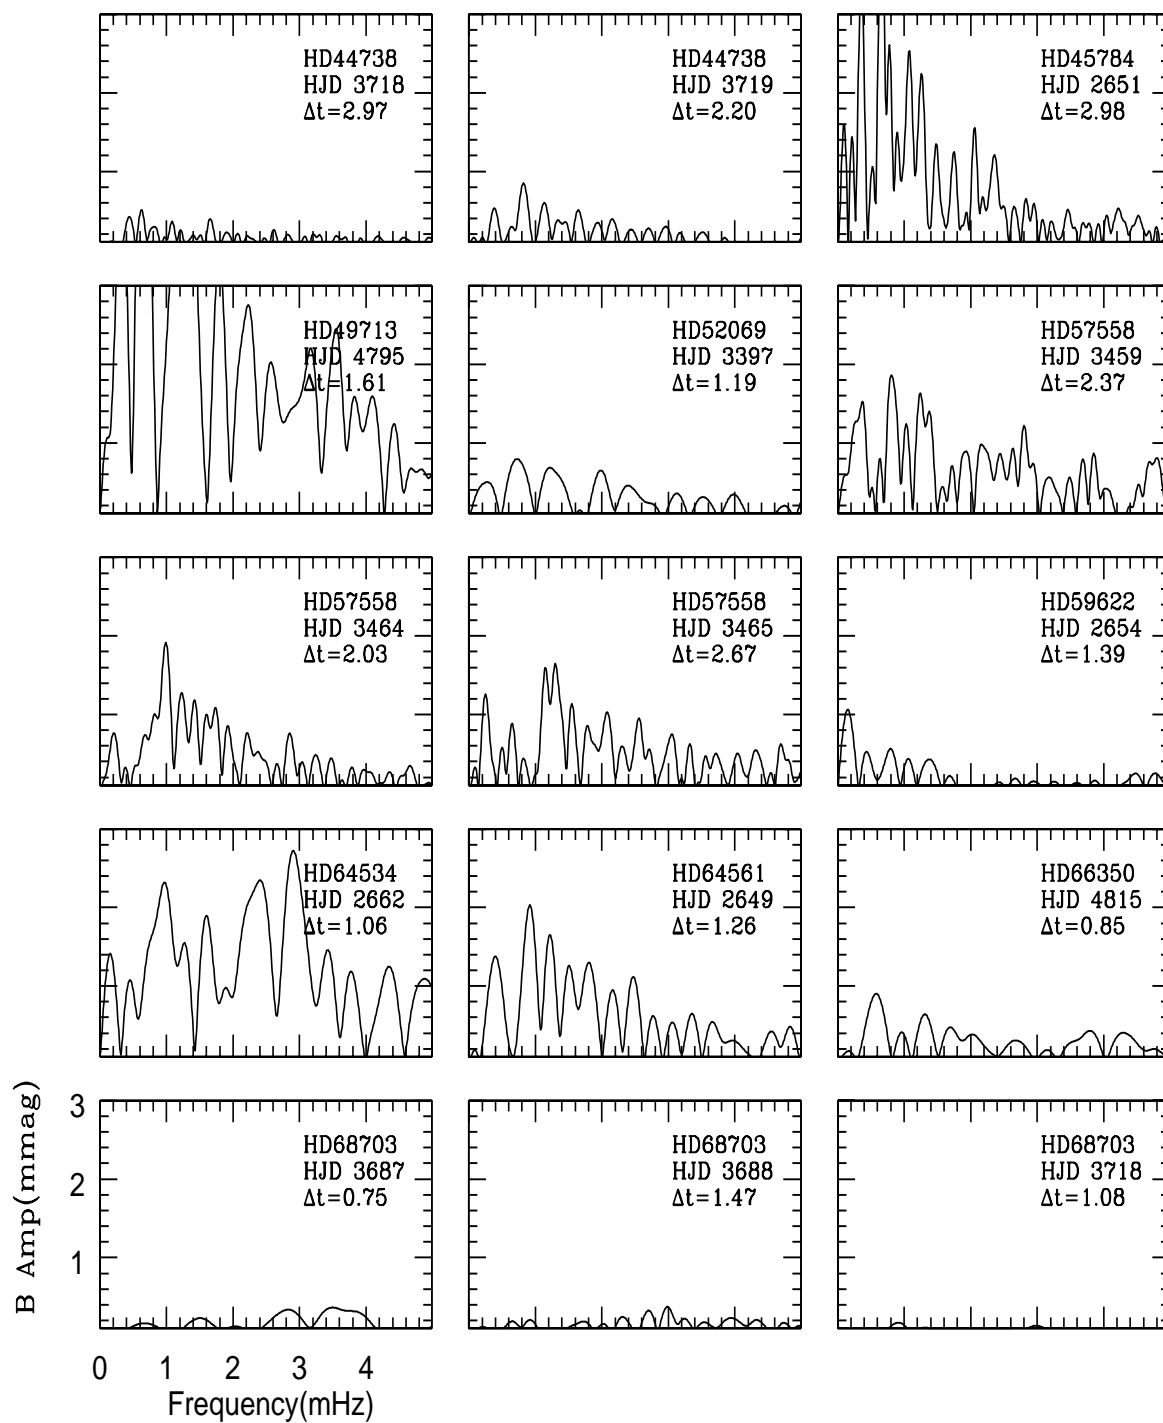 HD44738
HJD 3718
Δt=2.97
HD44738
HJD 3719
Δt=2.20
HD45784
HJD 2651
Δt=2.98
HD49713
HJD 4795
Δt=1.61
HD52069
HJD 3397
Δt=1.19
HD57558
HJD 3459
Δt=2.37
HD57558
HJD 3464
Δt=2.03
HD57558
HJD 3465
Δt=2.67
HD59622
HJD 2654
Δt=1.39
HD64534
HJD 2662
Δt=1.06
HD64561
HJD 2649
Δt=1.26
HD66350
HJD 4815
Δt=0.85
B Amp(mmag)
3
2
1
HD68703
HJD 3687
Δt=0.75
HD68703
HJD 3688
Δt=1.47
HD68703
HJD 3718
Δt=1.08
0 1 2 3 4
Frequency(mHz)